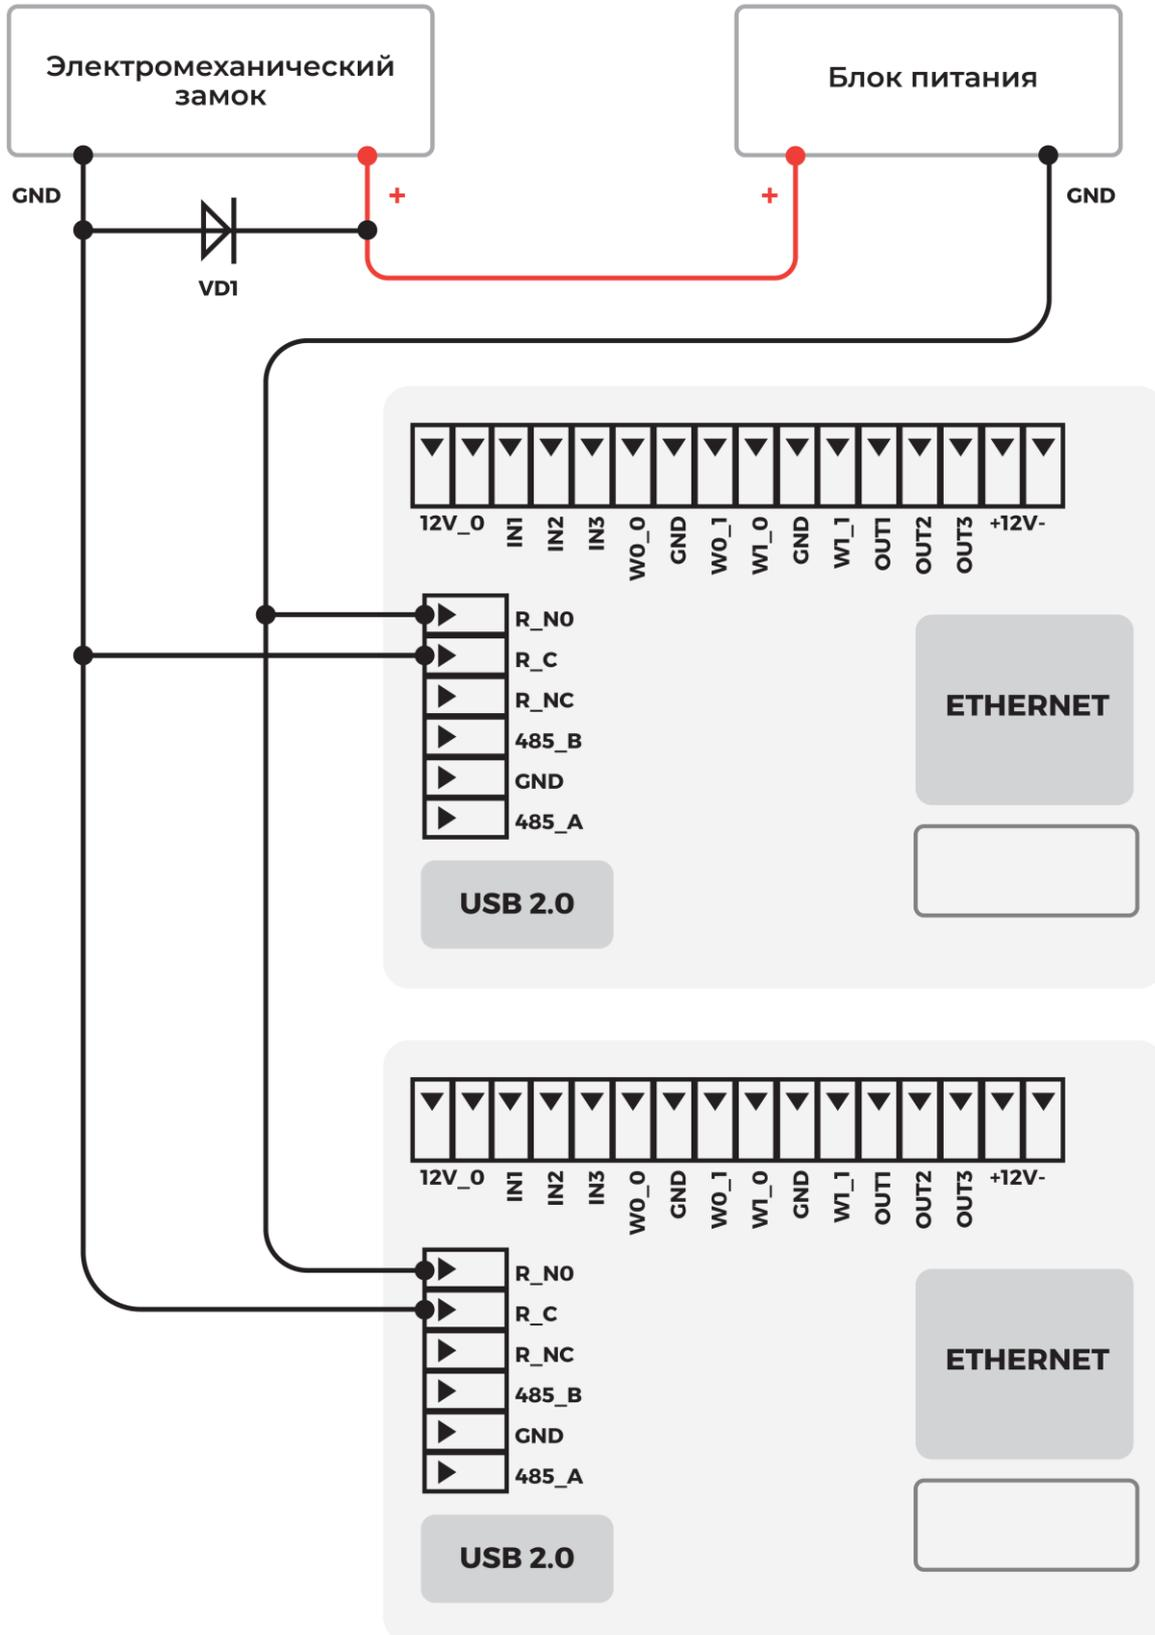 Электромеханический
замок
Блок питания
GND
+
+
GND
VD1
12V_0
IN1
IN2
IN3
W0_0
GND
W0_1
W1_0
GND
W1_1
OUT1
OUT2
OUT3
+12V-
R_N0
R_C
R_NC
485_B
GND
485_A
ETHERNET
USB 2.0
12V_0
IN1
IN2
IN3
W0_0
GND
W0_1
W1_0
GND
W1_1
OUT1
OUT2
OUT3
+12V-
R_N0
R_C
R_NC
485_B
GND
485_A
ETHERNET
USB 2.0